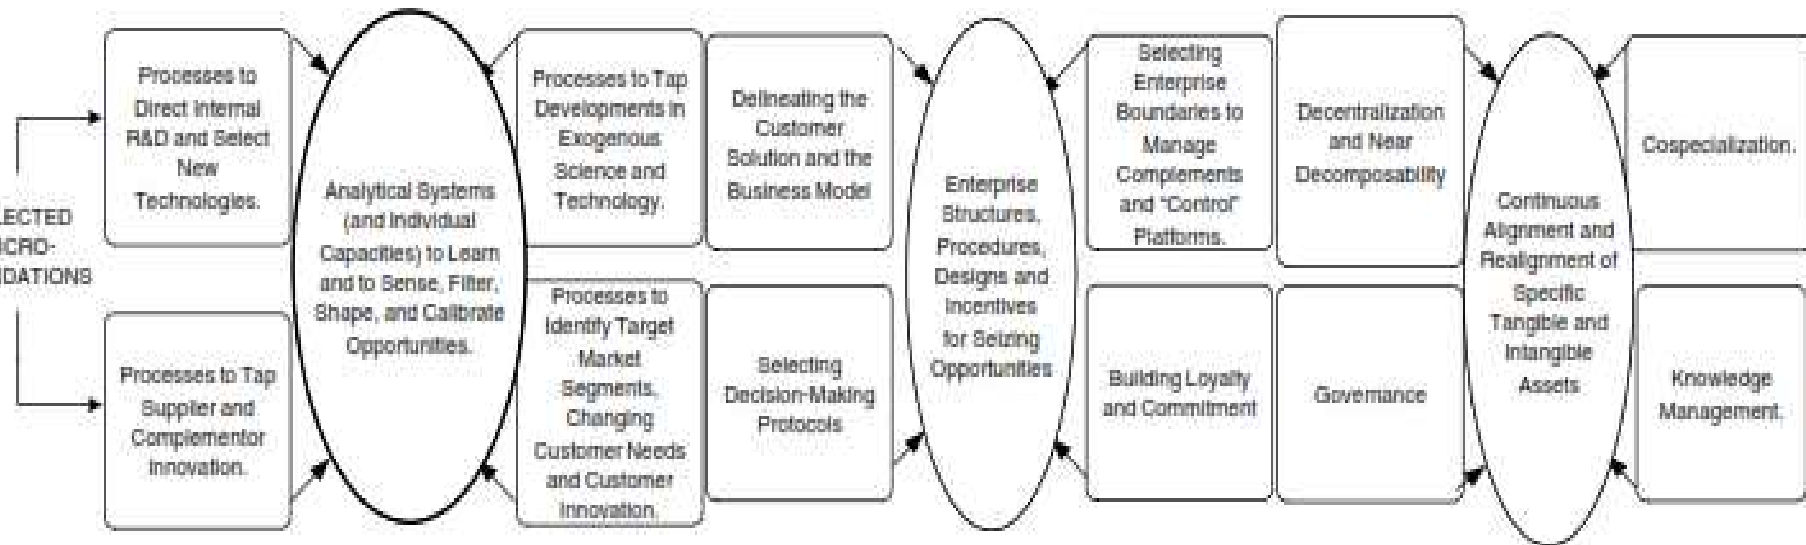 LECTED
ICRO-
NDATIONS
Processes to
Direct Internal
R&D and Select
New
Technologies.
Processes to Tap
Supplier and
Complementor
Innovation.
Analytical Systems
(and Individual
Capacities) to Learn
and to Sense, Filter,
Shape, and Calibrate
Opportunities.
Processes to Tap
Developments in
Exogenous
Science and
Technology.
Processes to
Identify Target
Market
Segments,
Changing
Customer Needs
and Customer
Innovation.
Delineating the
Customer
Solution and the
Business Model
Selecting
Decision-Making
Protocols
Enterprise
Structures,
Procedures,
Designs and
Incentives
for Seizing
Opportunities
Selecting
Enterprise
Boundaries to
Manage
Complements
and "Control"
Platforms.
Building Loyalty
and Commitment
Decentralization
and Near
Decomposability
Governance
Continuous
Alignment and
Realignment of
Specific
Tangible and
Intangible
Assets
Cospecialization.
Knowledge
Management.